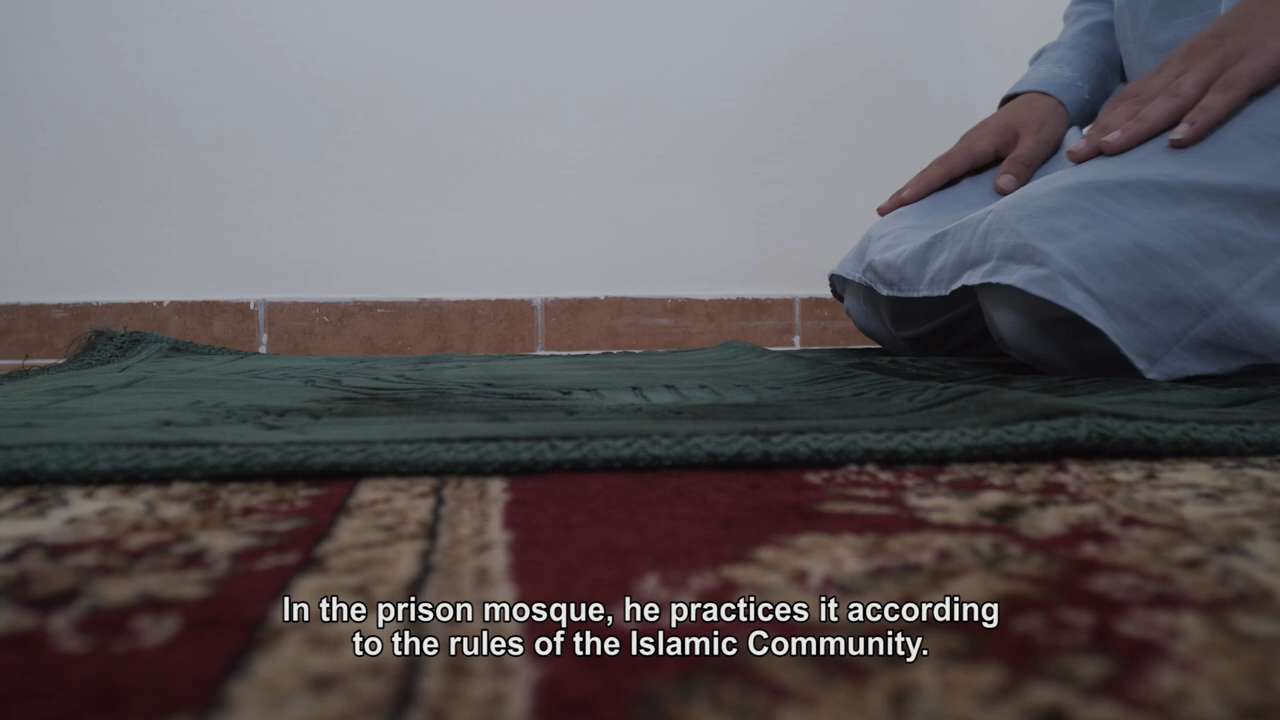 In the prison mosque, he practices it according
to the rules of the Islamic Community.